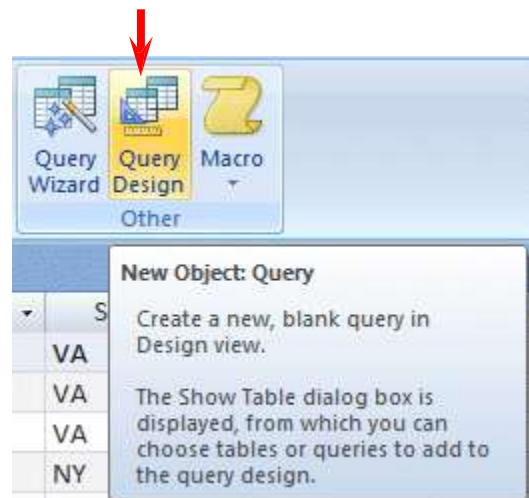 Query Query Macro
Wizard Design
Other
New Object: Query
S
Create a new, blank query in
VA
Design view.
VA
The Show Table dialog box is
displayed, from which you can
VA
choose tables or queries to add to
NY
the query design.